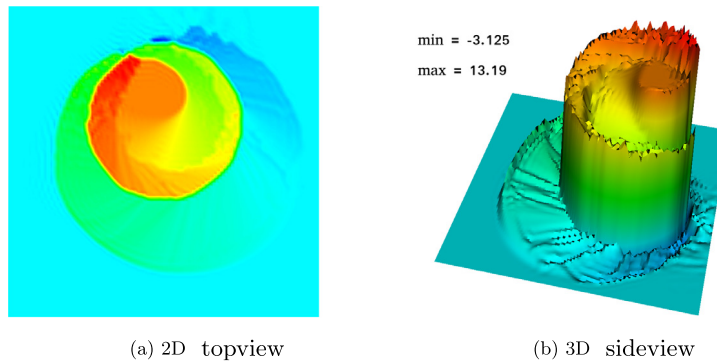 min = -3.125
max = 13.19
(a) 2D topview
(b) 3D sideview